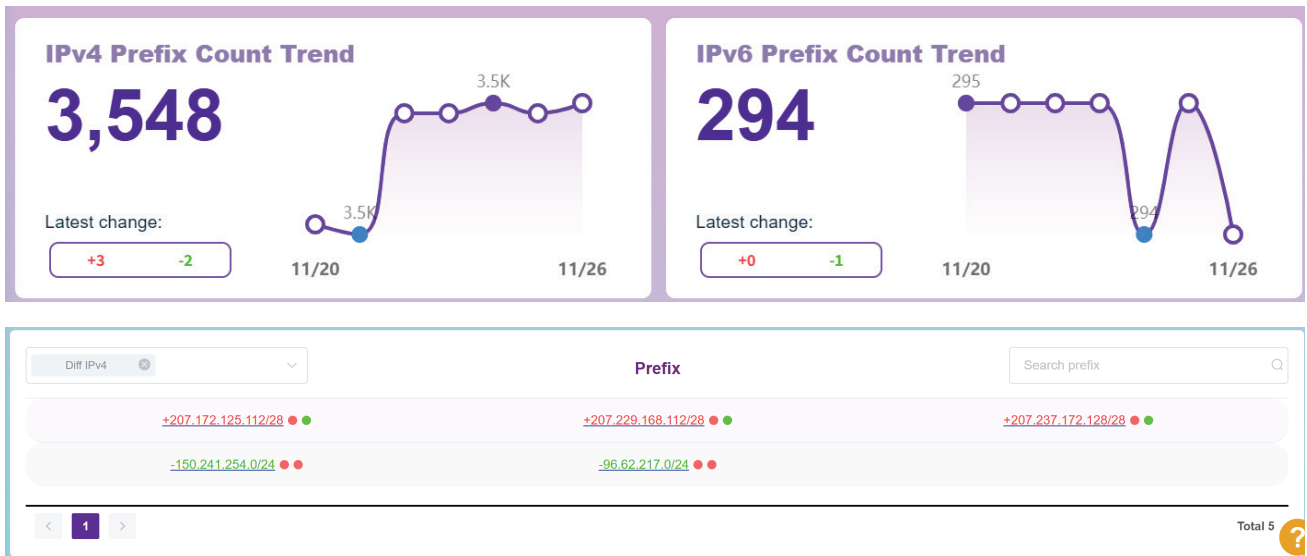 IPv4 Prefix Count Trend
3,548
3.5K
3.5K
Latest change:
+3 -2
11/20 11/26
IPv6 Prefix Count Trend
294
295
294
Latest change:
+0 -1
11/20 11/26
Diff IPv4
Prefix
Search prefix
+207.172.125.112/28 +207.229.168.112/28 +207.237.172.128/28
-150.241.254.0/24 -96.62.217.0/24
1
Total 5
?